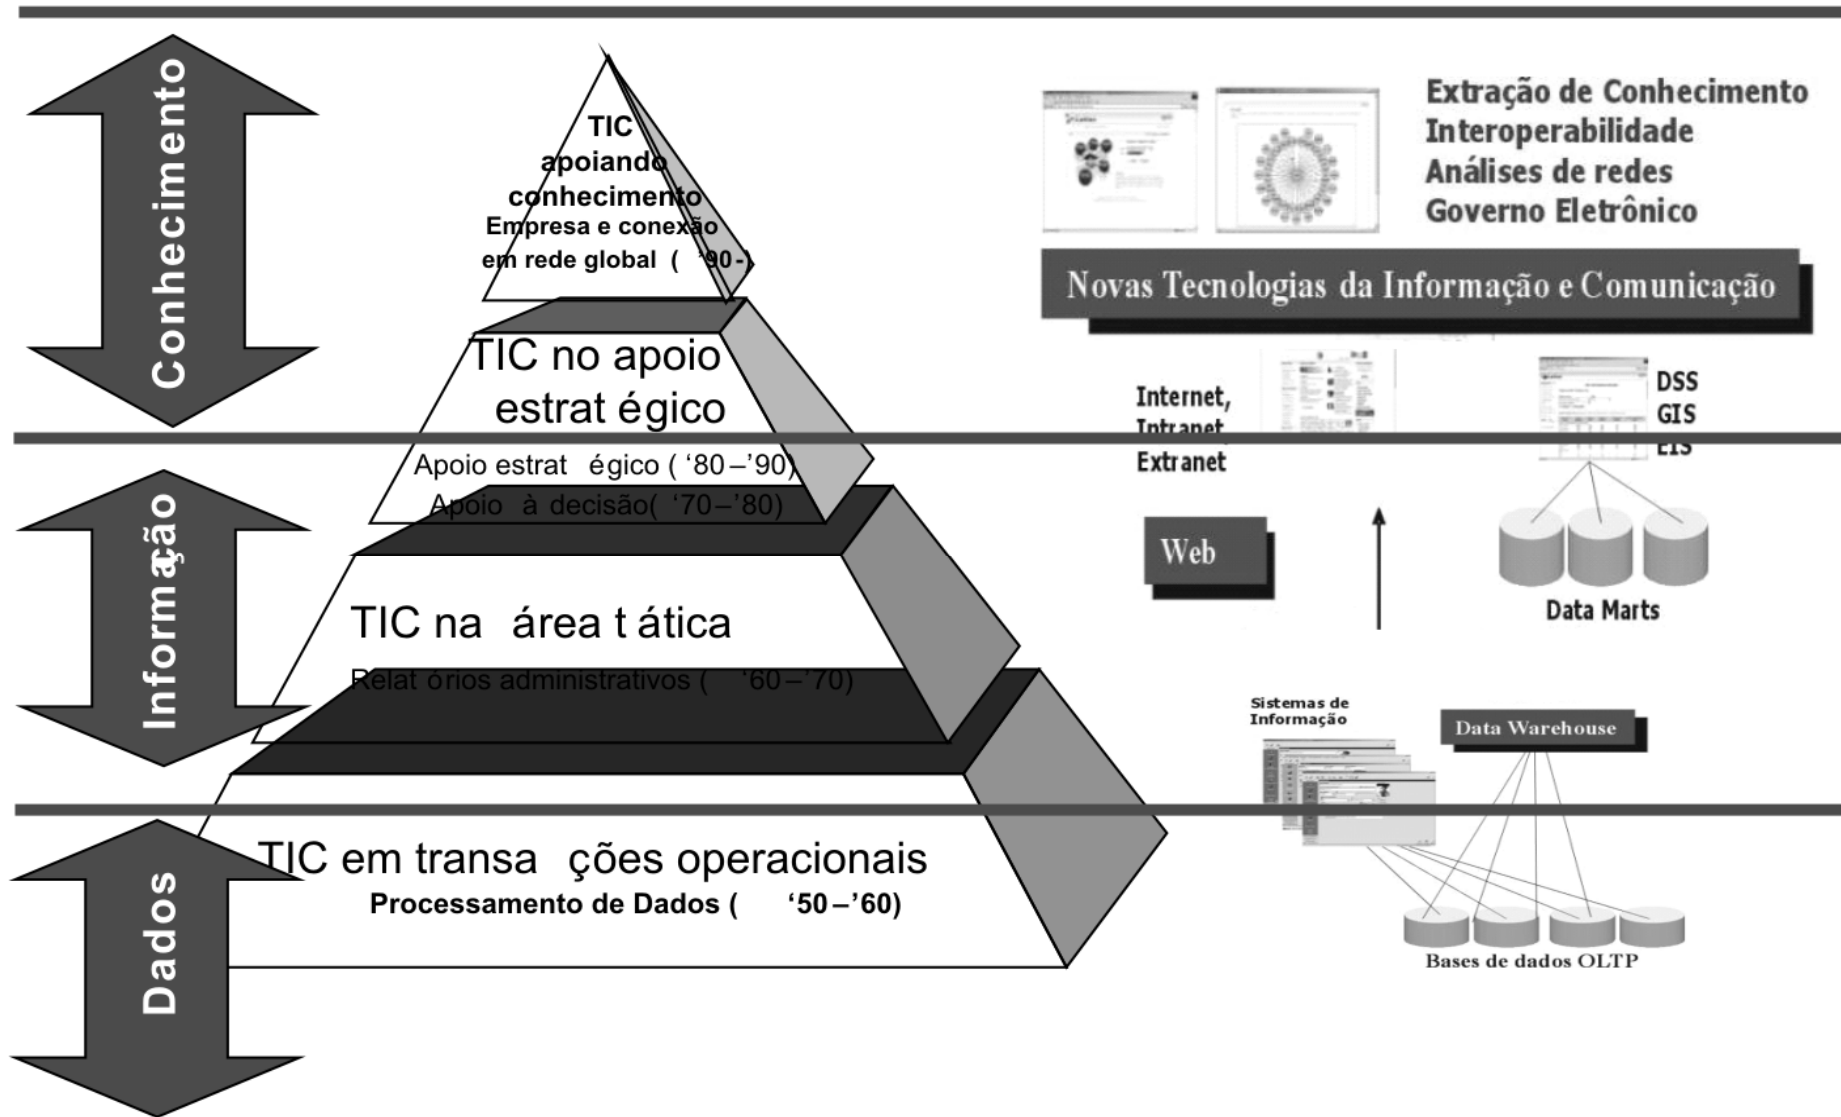 Conhecimento
TIC
apoiando
conhecimento
Empresa e conexão
em rede global ( ’90-)
TIC no apoio
estrat égico
Apoio estrat égico ( ‘80–’90)
Apoio à decisão( ‘70–’80)
Informação
TIC na área t ática
Relat órios administrativos ( ‘60–’70)
Dados
TIC em transa ções operacionais
Processamento de Dados ( ‘50–’60)
Extração de Conhecimento
Interoperabilidade
Análises de redes
Governo Eletrônico
Novas Tecnologias da Informação e Comunicação
Internet,
Intranet
Extranet
DSS
GIS
EIS
Web
Data Marts
Sistemas de
Informação
Data Warehouse
Bases de dados OLTP